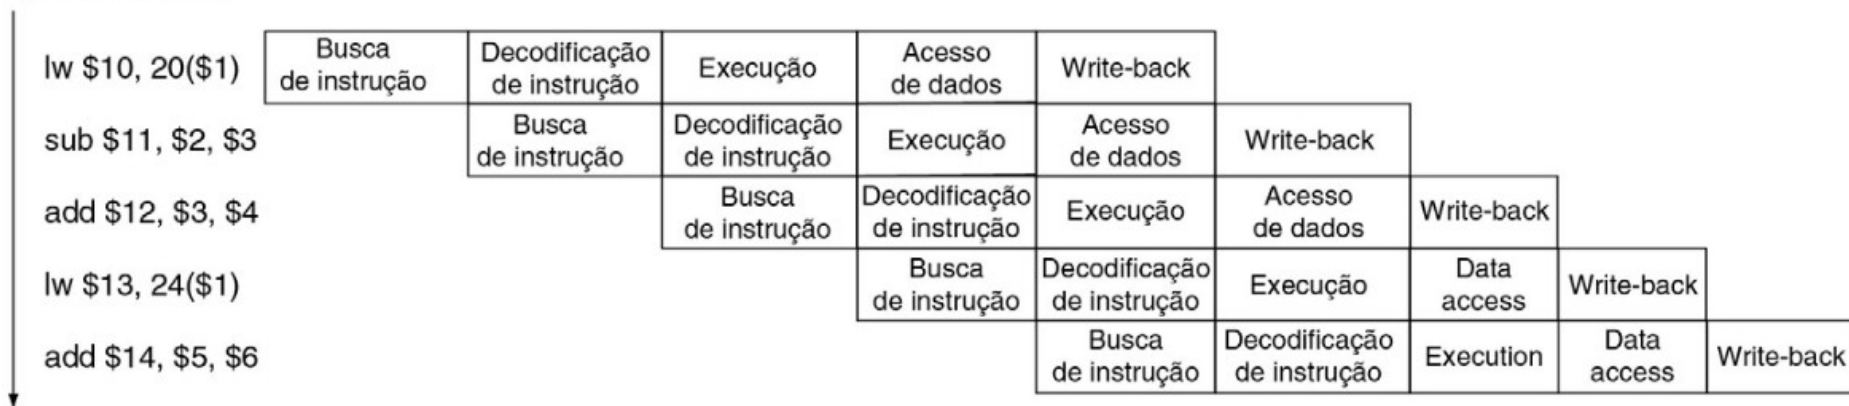 lw $10, 20($1)
Busca
de instrução
Decodificação
de instrução
Execução
Acesso
de dados
Write-back
sub $11, $2, $3
Busca
de instrução
Decodificação
de instrução
Execução
Acesso
de dados
Write-back
add $12, $3, $4
Busca
de instrução
Decodificação
de instrução
Execução
Acesso
de dados
Write-back
lw $13, 24($1)
Busca
de instrução
Decodificação
de instrução
Execução
Data
access
Write-back
add $14, $5, $6
Busca
de instrução
Decodificação
de instrução
Execution
Data
access
Write-back